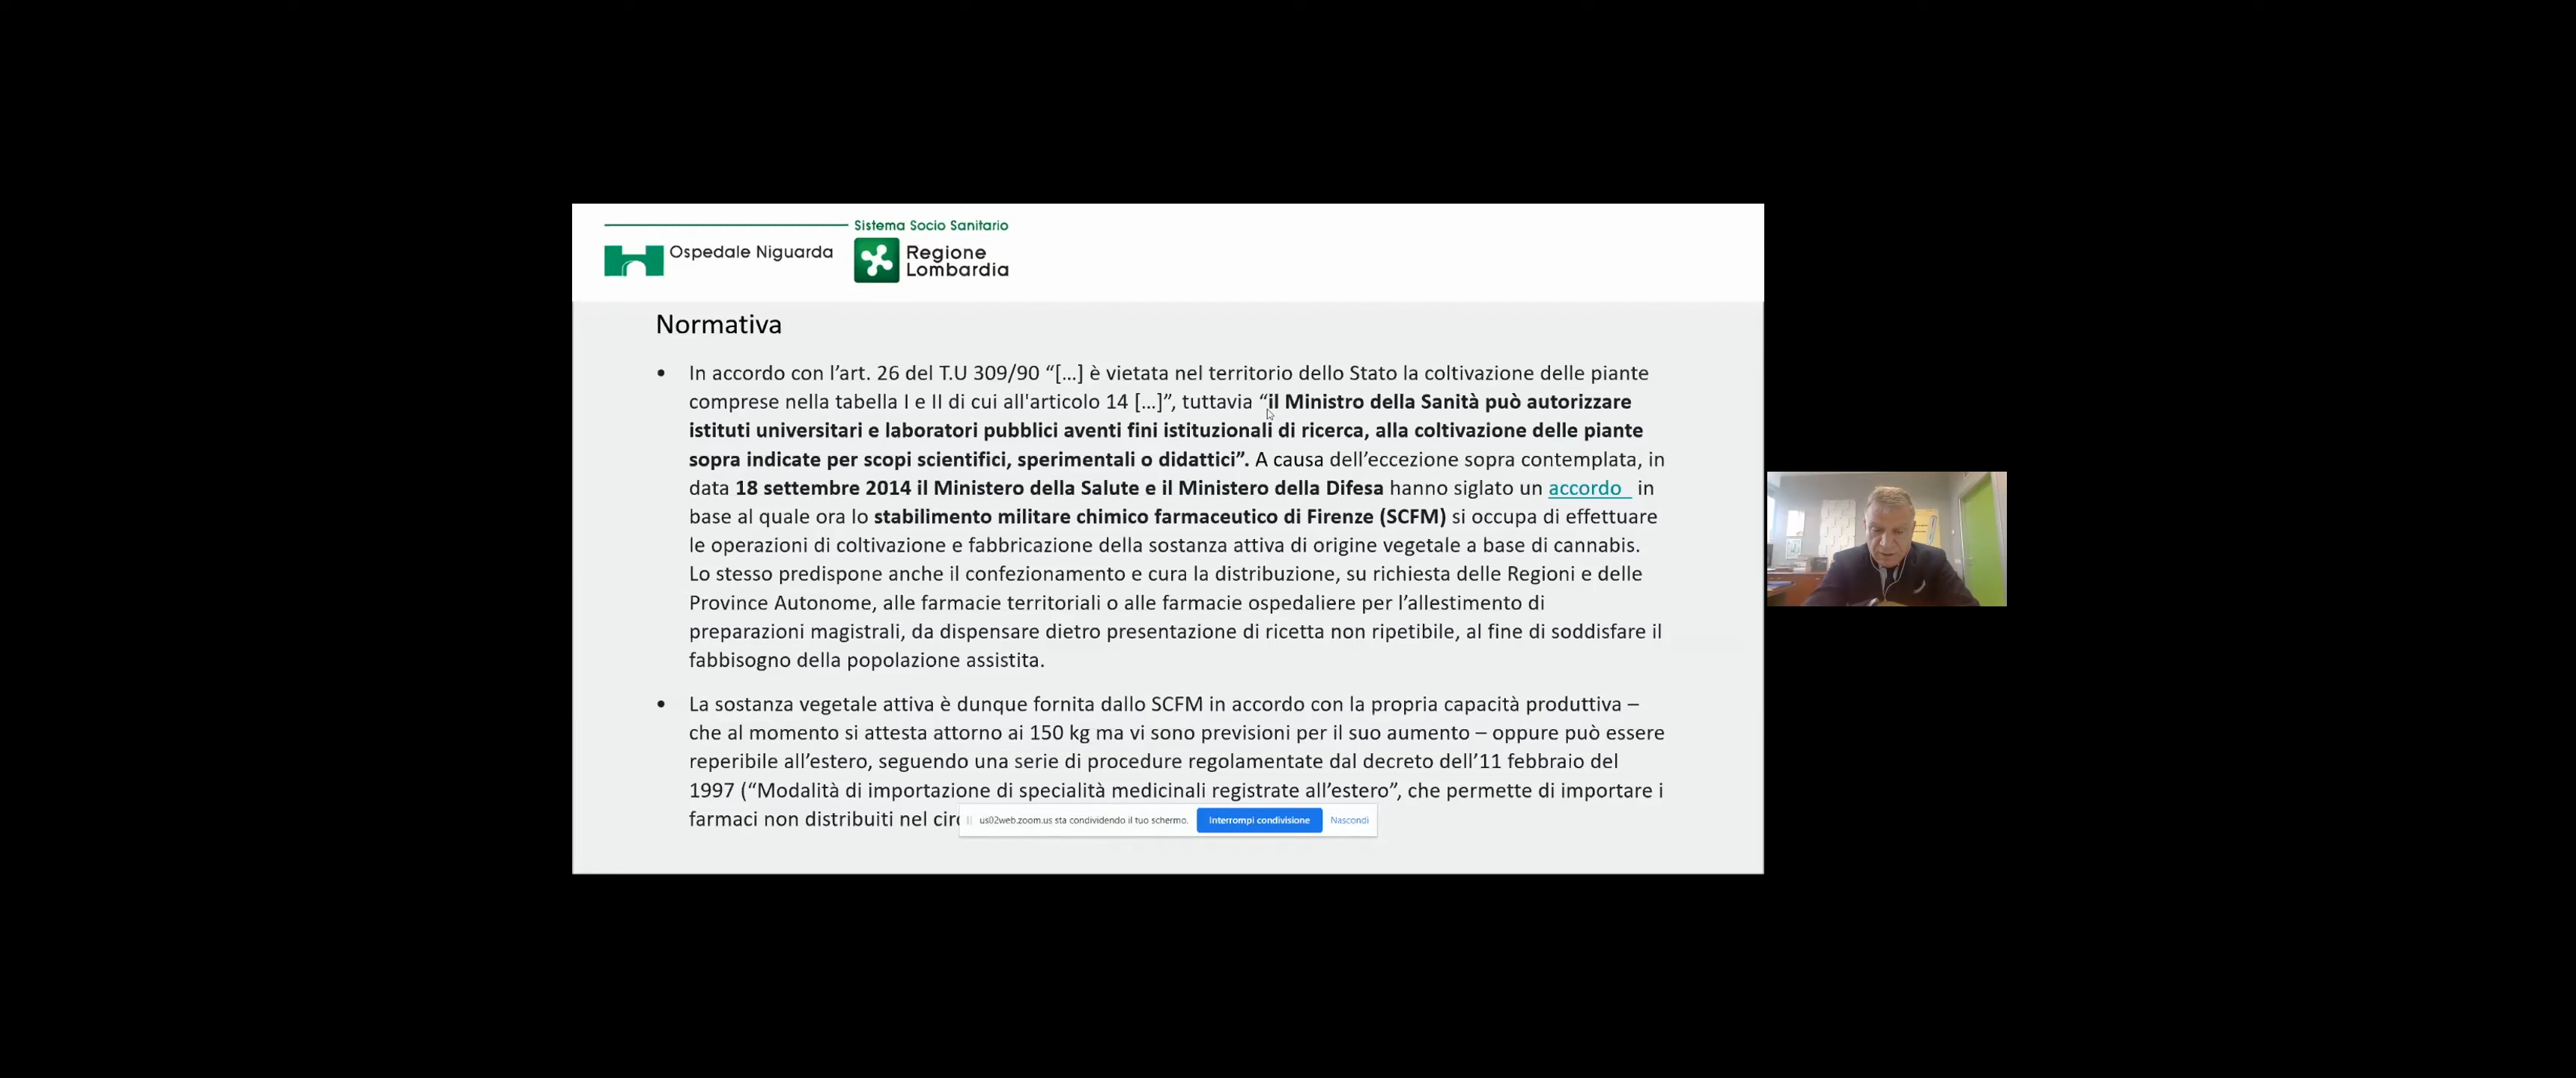 Sistema Socio Sanitario
Ospedale Niguarda
Regione
Lombardia
Normativa
• In accordo con l’art. 26 del T.U 309/90 “[…] è vietata nel territorio dello Stato la coltivazione delle piante
comprese nella tabella I e II di cui all'articolo 14 […]”, tuttavia “il Ministro della Sanità può autorizzare
istituti universitari e laboratori pubblici aventi fini istituzionali di ricerca, alla coltivazione delle piante
sopra indicate per scopi scientifici, sperimentali o didattici”. A causa dell’eccezione sopra contemplata, in
data 18 settembre 2014 il Ministero della Salute e il Ministero della Difesa hanno siglato un accordo in
base al quale ora lo stabilimento militare chimico farmaceutico di Firenze (SCFM) si occupa di effettuare
le operazioni di coltivazione e fabbricazione della sostanza attiva di origine vegetale a base di cannabis.
Lo stesso predispone anche il confezionamento e cura la distribuzione, su richiesta delle Regioni e delle
Province Autonome, alle farmacie territoriali o alle farmacie ospedaliere per l’allestimento di
preparazioni magistrali, da dispensare dietro presentazione di ricetta non ripetibile, al fine di soddisfare il
fabbisogno della popolazione assistita.
• La sostanza vegetale attiva è dunque fornita dallo SCFM in accordo con la propria capacità produttiva –
che al momento si attesta attorno ai 150 kg ma vi sono previsioni per il suo aumento – oppure può essere
reperibile all’estero, seguendo una serie di procedure regolamentate dal decreto dell’11 febbraio del
1997 (“Modalità di importazione di specialità medicinali registrate all’estero”, che permette di importare i
farmaci non distribuiti nel
us02web.zoom.us sta condividendo il tuo schermo. Interrompi condivisione Nascondi